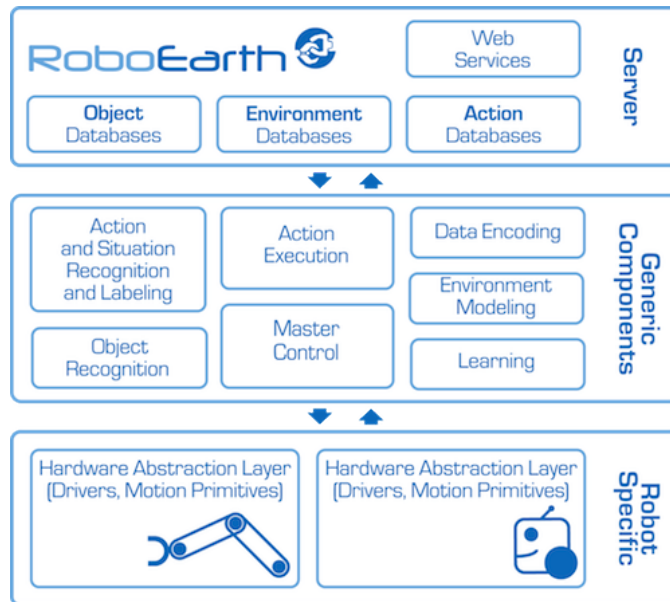 RoboEarth
Web
Services
Object
Databases
Environment
Databases
Action
Databases
Server
Action
and Situation
Recognition
and Labeling
Object
Recognition
Action
Execution
Master
Control
Data Encoding
Environment
Modeling
Learning
Generic
Components
Hardware Abstraction Layer
(Drivers, Motion Primitives)
Hardware Abstraction Layer
(Drivers, Motion Primitives)
Robot
Specific